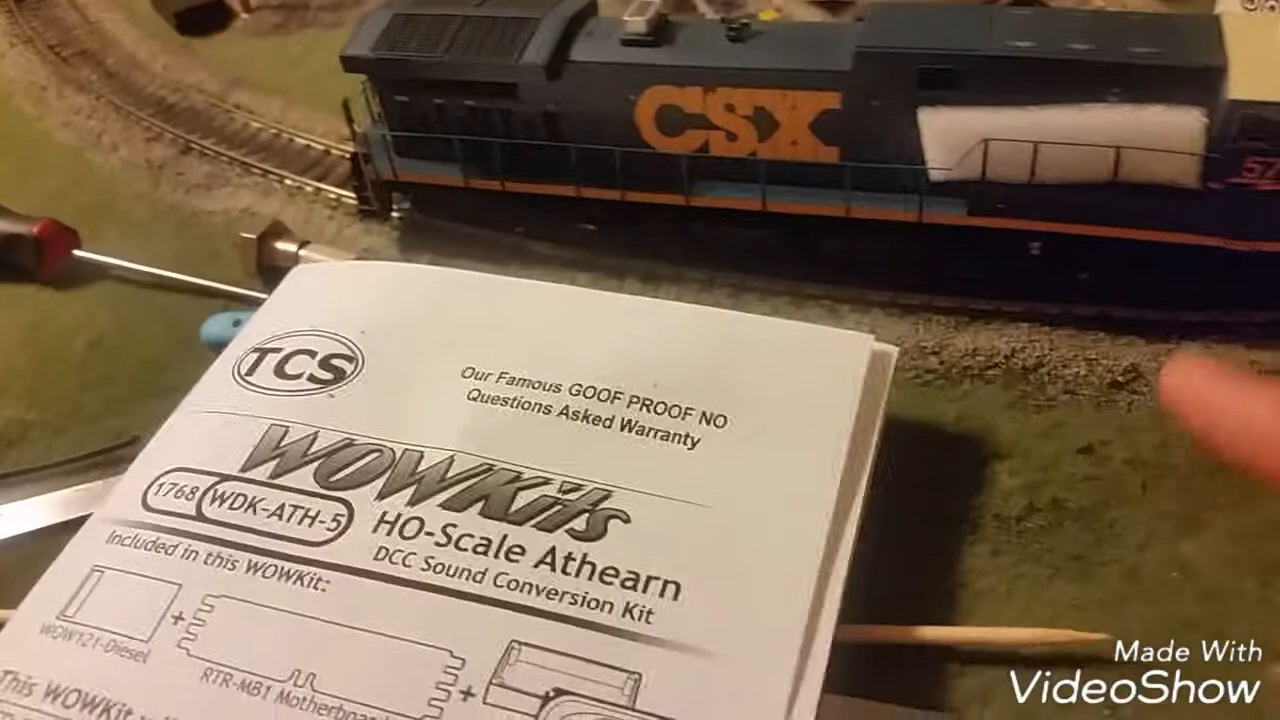 CSX
57
TCS
Our Famous GOOF PROOF NO
Questions Asked Warranty
WOWKits
1768 WDK-ATH-5
HO-Scale Athearn
DCC Sound Conversion Kit
Included in this WOWKit:
WOW121-Diesel
+
RTR-MB1 Motherboard
+
This WOWKit
Made With
VideoShow